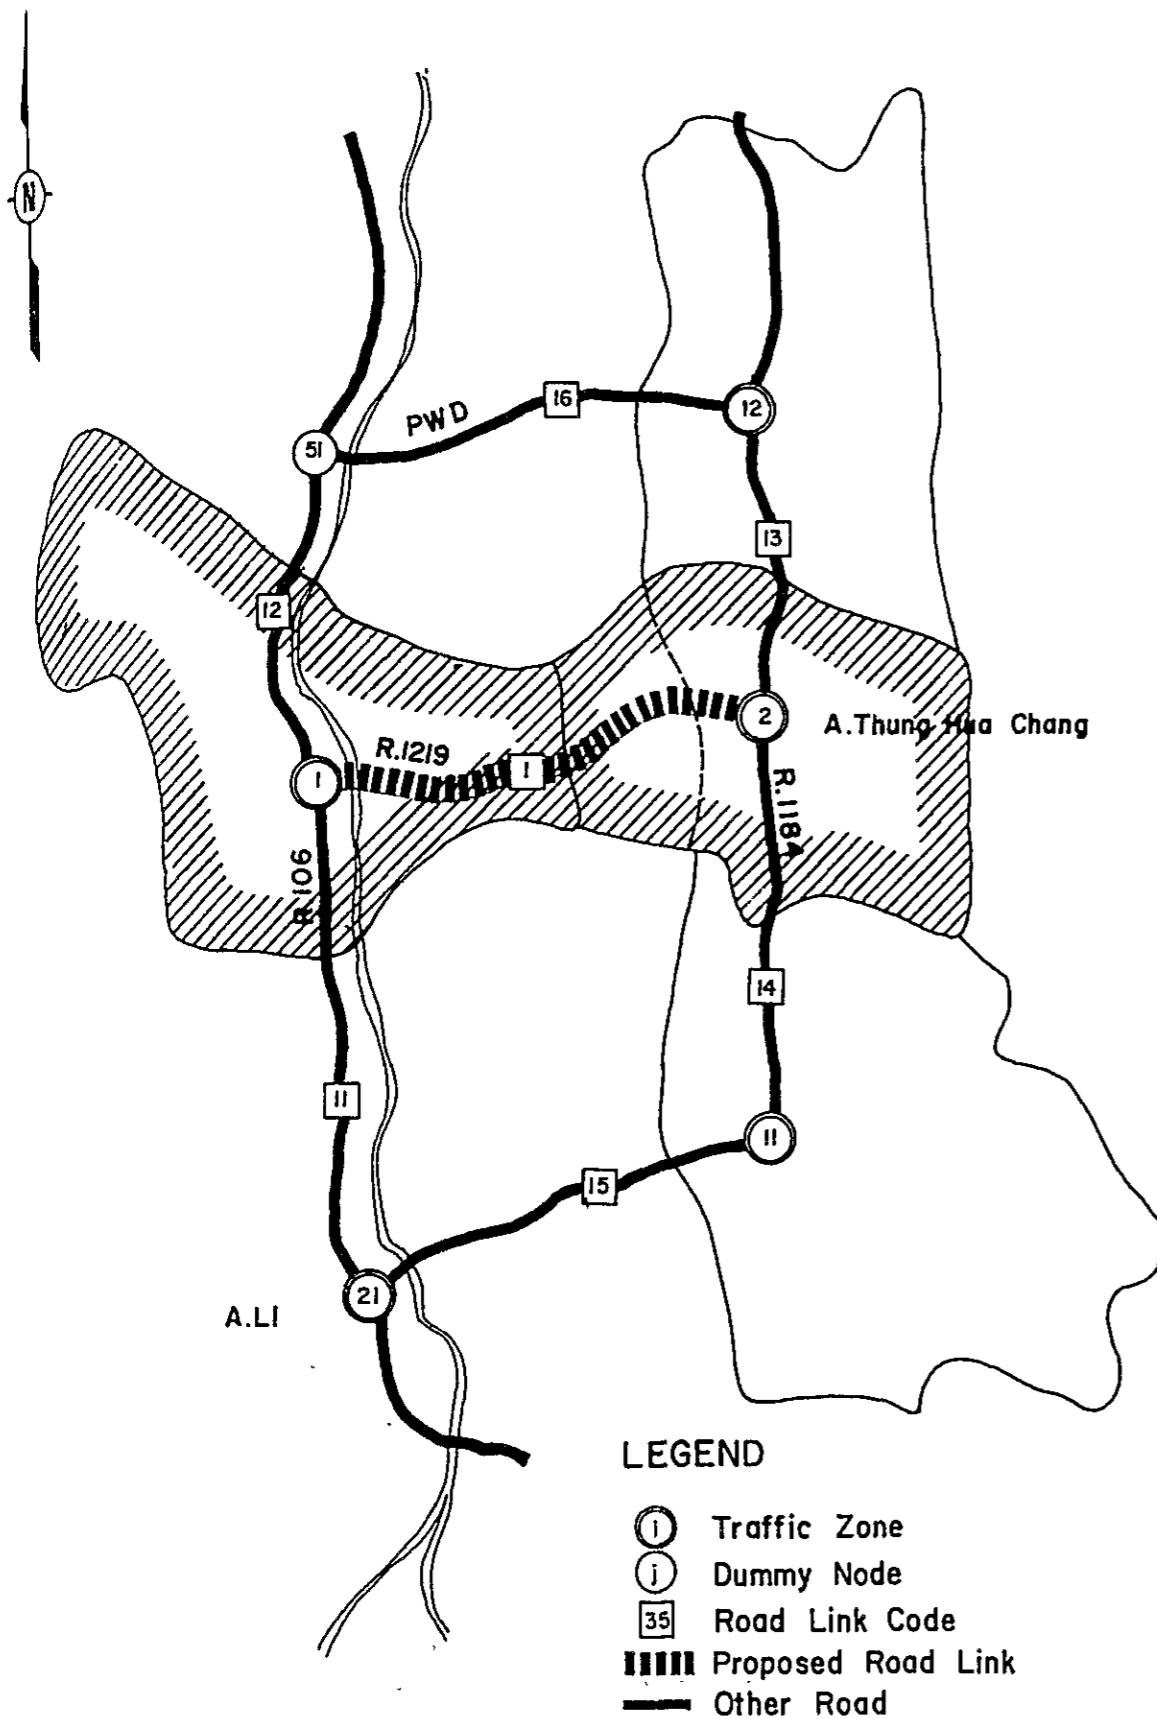 N
16
12
PWD
51
13
12
2
A.Thung Hua Chang
R.1219
1
1
R.1184
R.106
14
11
11
15
21
A.LI
LEGEND
i Traffic Zone
j Dummy Node
35 Road Link Code
Proposed Road Link
Other Road